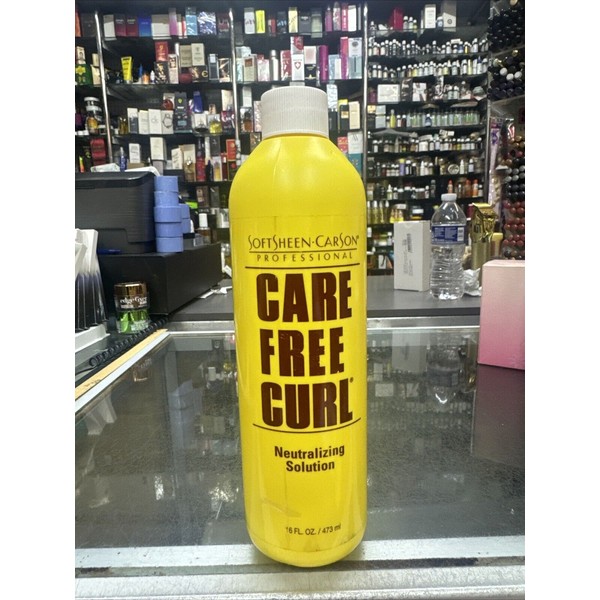 SOFTSHEEN·CARSON®
PROFESSIONAL
CARE
FREE
CURL®
Neutralizing
Solution
16 FL. OZ. / 473 ml